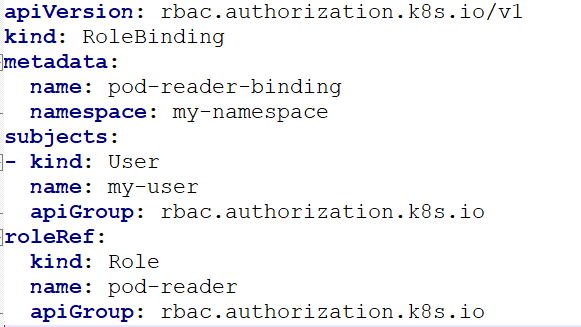 apiVersion: rbac.authorization.k8s.io/v1
kind: RoleBinding
metadata:
  name: pod-reader-binding
  namespace: my-namespace
subjects:
- kind: User
  name: my-user
  apiGroup: rbac.authorization.k8s.io
roleRef:
  kind: Role
  name: pod-reader
  apiGroup: rbac.authorization.k8s.io